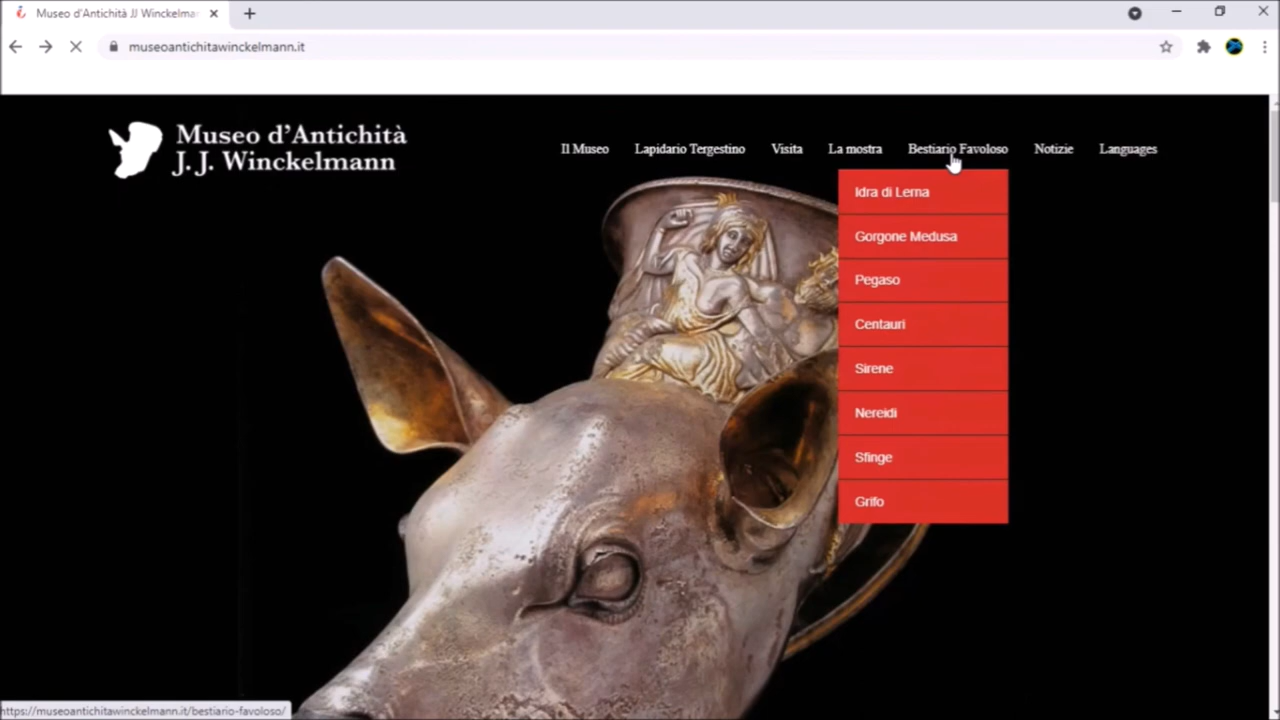 Museo d'Antichità JJ Winckelma
museoantichitawinckelmann.it
Museo d'Antichità
J. J. Winckelmann
Il Museo
Lapidario Tergestino
Visita
La mostra
Bestiario Favoloso
Notizie
Languages
Idra di Lerna
Gorgone Medusa
Pegaso
Centauri
Sirene
Nereidi
Sfinge
Grifo
https://museoantichitawinckelmann.it/bestiario-favoloso/